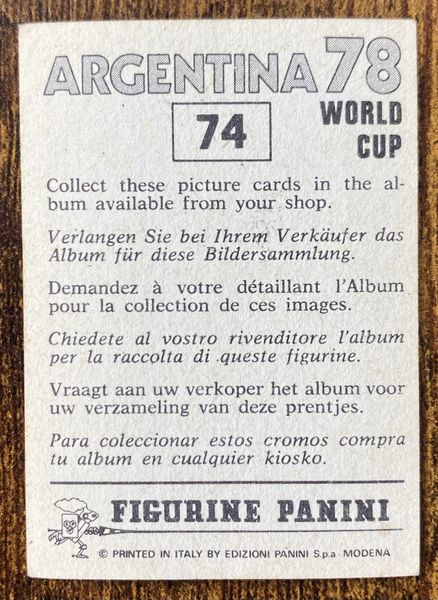 ARGENTINA 78
74
WORLD
CUP
Collect these picture cards in the al-
bum available from your shop.
Verlangen Sie bei Ihrem Verkäufer das
Album für diese Bildersammlung.
Demandez à votre détaillant l'Album
pour la collection de ces images.
Chiedete al vostro rivenditore l'album
per la raccolta di queste figurine.
Vraagt aan uw verkoper het album voor
uw verzameling van deze prentjes.
Para coleccionar estos cromos compra
tu album en cualquier kiosko.
FIGURINE PANINI
© PRINTED IN ITALY BY EDIZIONI PANINI S.p.a - MODENA